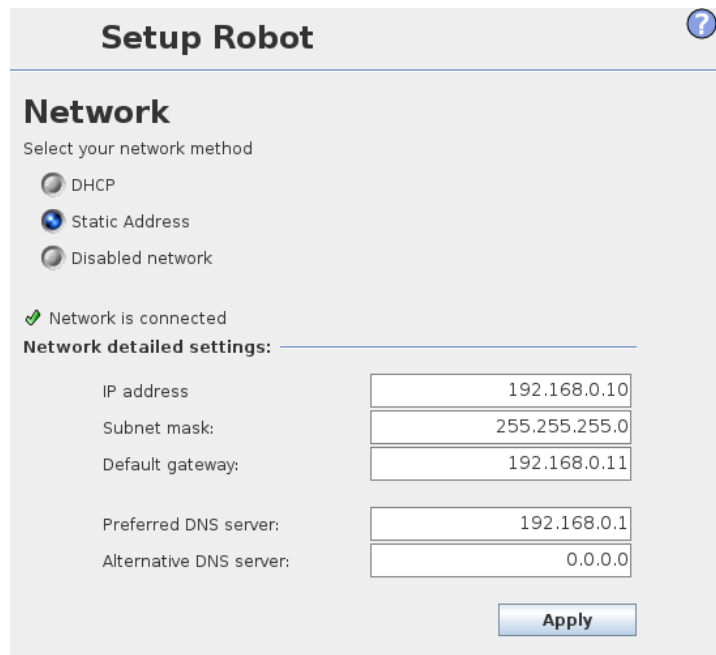 Setup Robot
?
Network
Select your network method
DHCP
Static Address
Disabled network
Network is connected
Network detailed settings:
IP address 192.168.0.10
Subnet mask: 255.255.255.0
Default gateway: 192.168.0.11
Preferred DNS server: 192.168.0.1
Alternative DNS server: 0.0.0.0
Apply